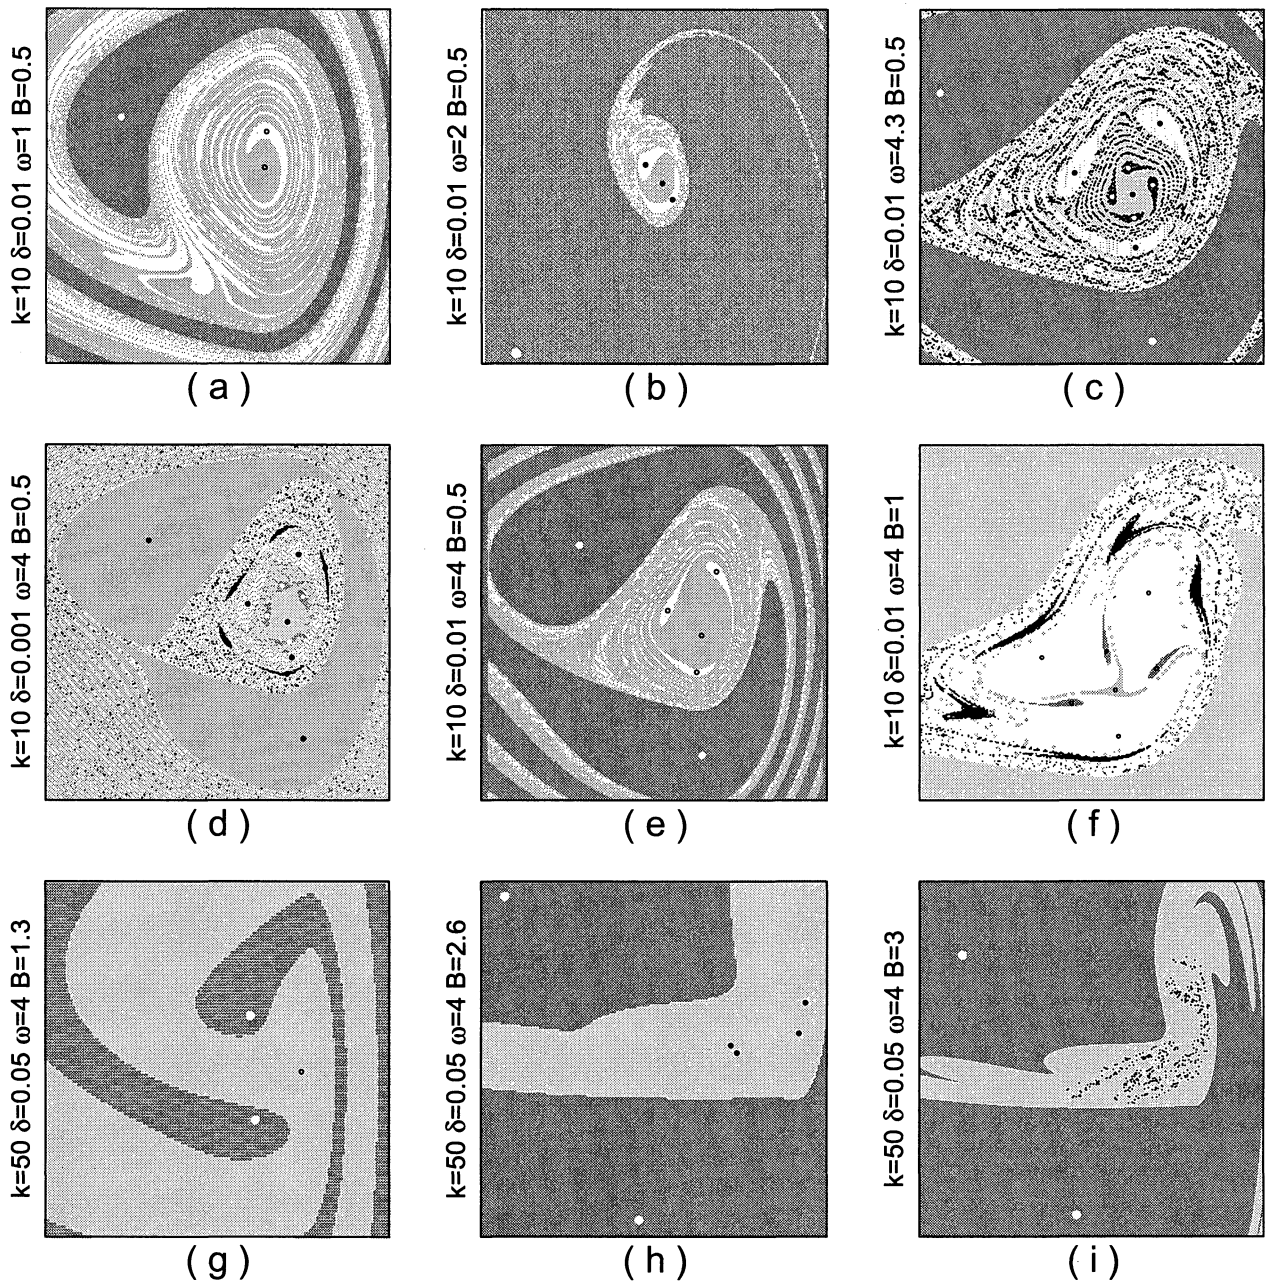 k=10 δ=0.01 ω=1 B=0.5
k=10 δ=0.01 ω=2 B=0.5
k=10 δ=0.01 ω=4.3 B=0.5
( a )
( b )
( c )
k=10 δ=0.001 ω=4 B=0.5
k=10 δ=0.01 ω=4 B=0.5
k=10 δ=0.01 ω=4 B=1
( d )
( e )
( f )
k=50 δ=0.05 ω=4 B=1.3
k=50 δ=0.05 ω=4 B=2.6
k=50 δ=0.05 ω=4 B=3
( g )
( h )
( i )